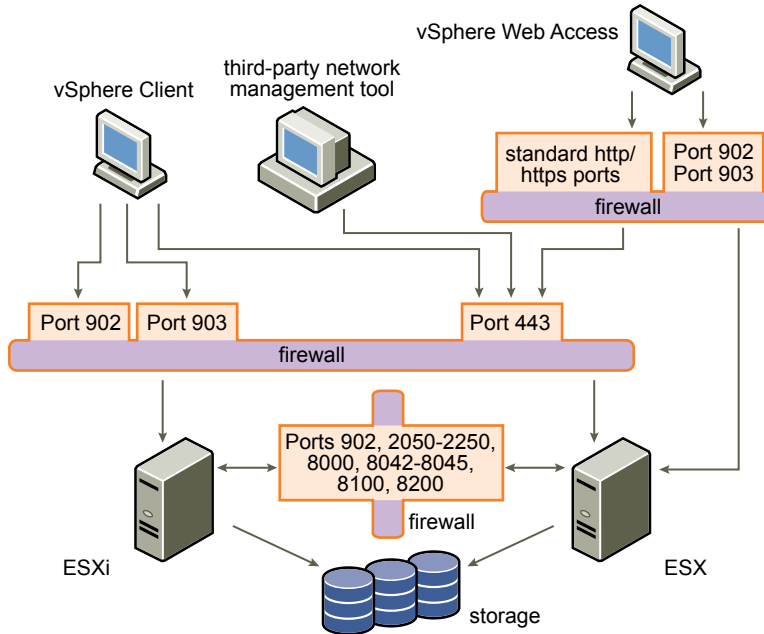 vSphere Web Access
third-party network
management tool
vSphere Client
standard http/
https ports
Port 902
Port 903
firewall
Port 902
Port 903
Port 443
firewall
Ports 902, 2050-2250,
8000, 8042-8045,
8100, 8200
firewall
ESXi
ESX
storage